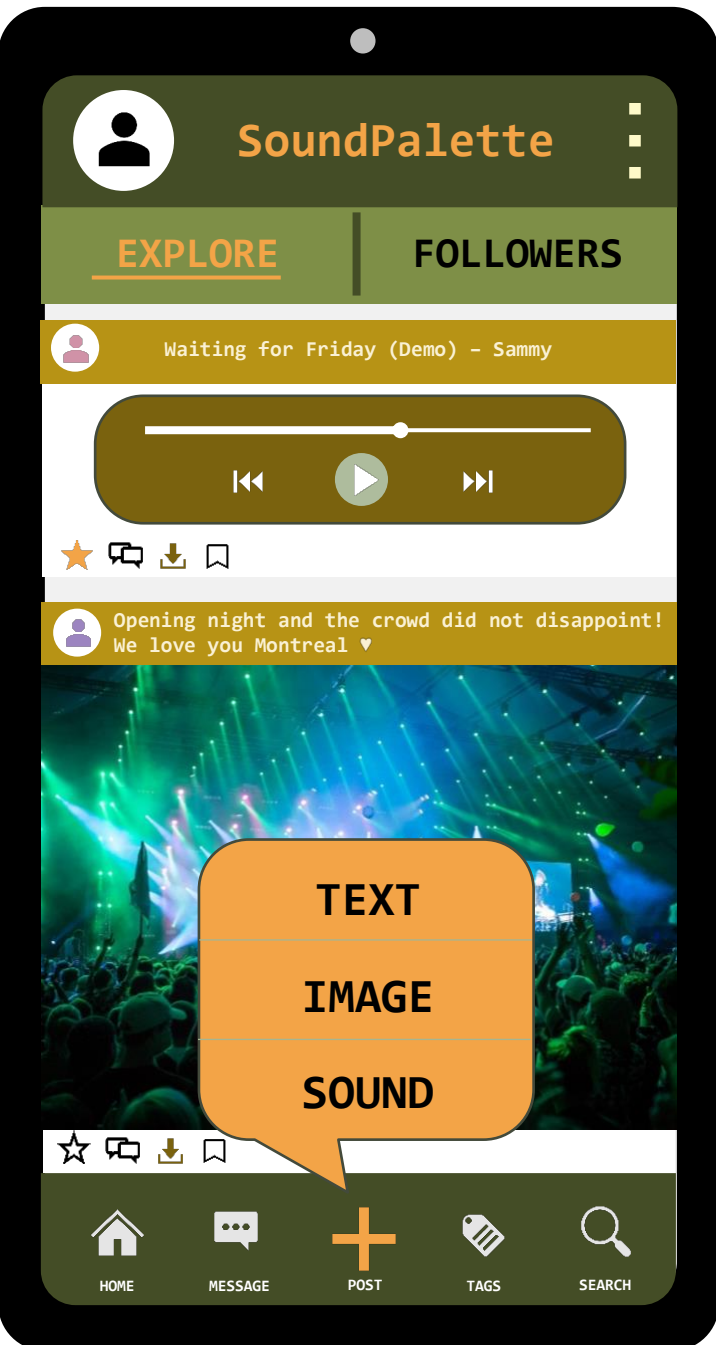 SoundPalette
EXPLORE
FOLLOWERS
Waiting for Friday (Demo) – Sammy
Opening night and the crowd did not disappoint!
We love you Montreal ♥
TEXT
IMAGE
SOUND
HOME
MESSAGE
POST
TAGS
SEARCH